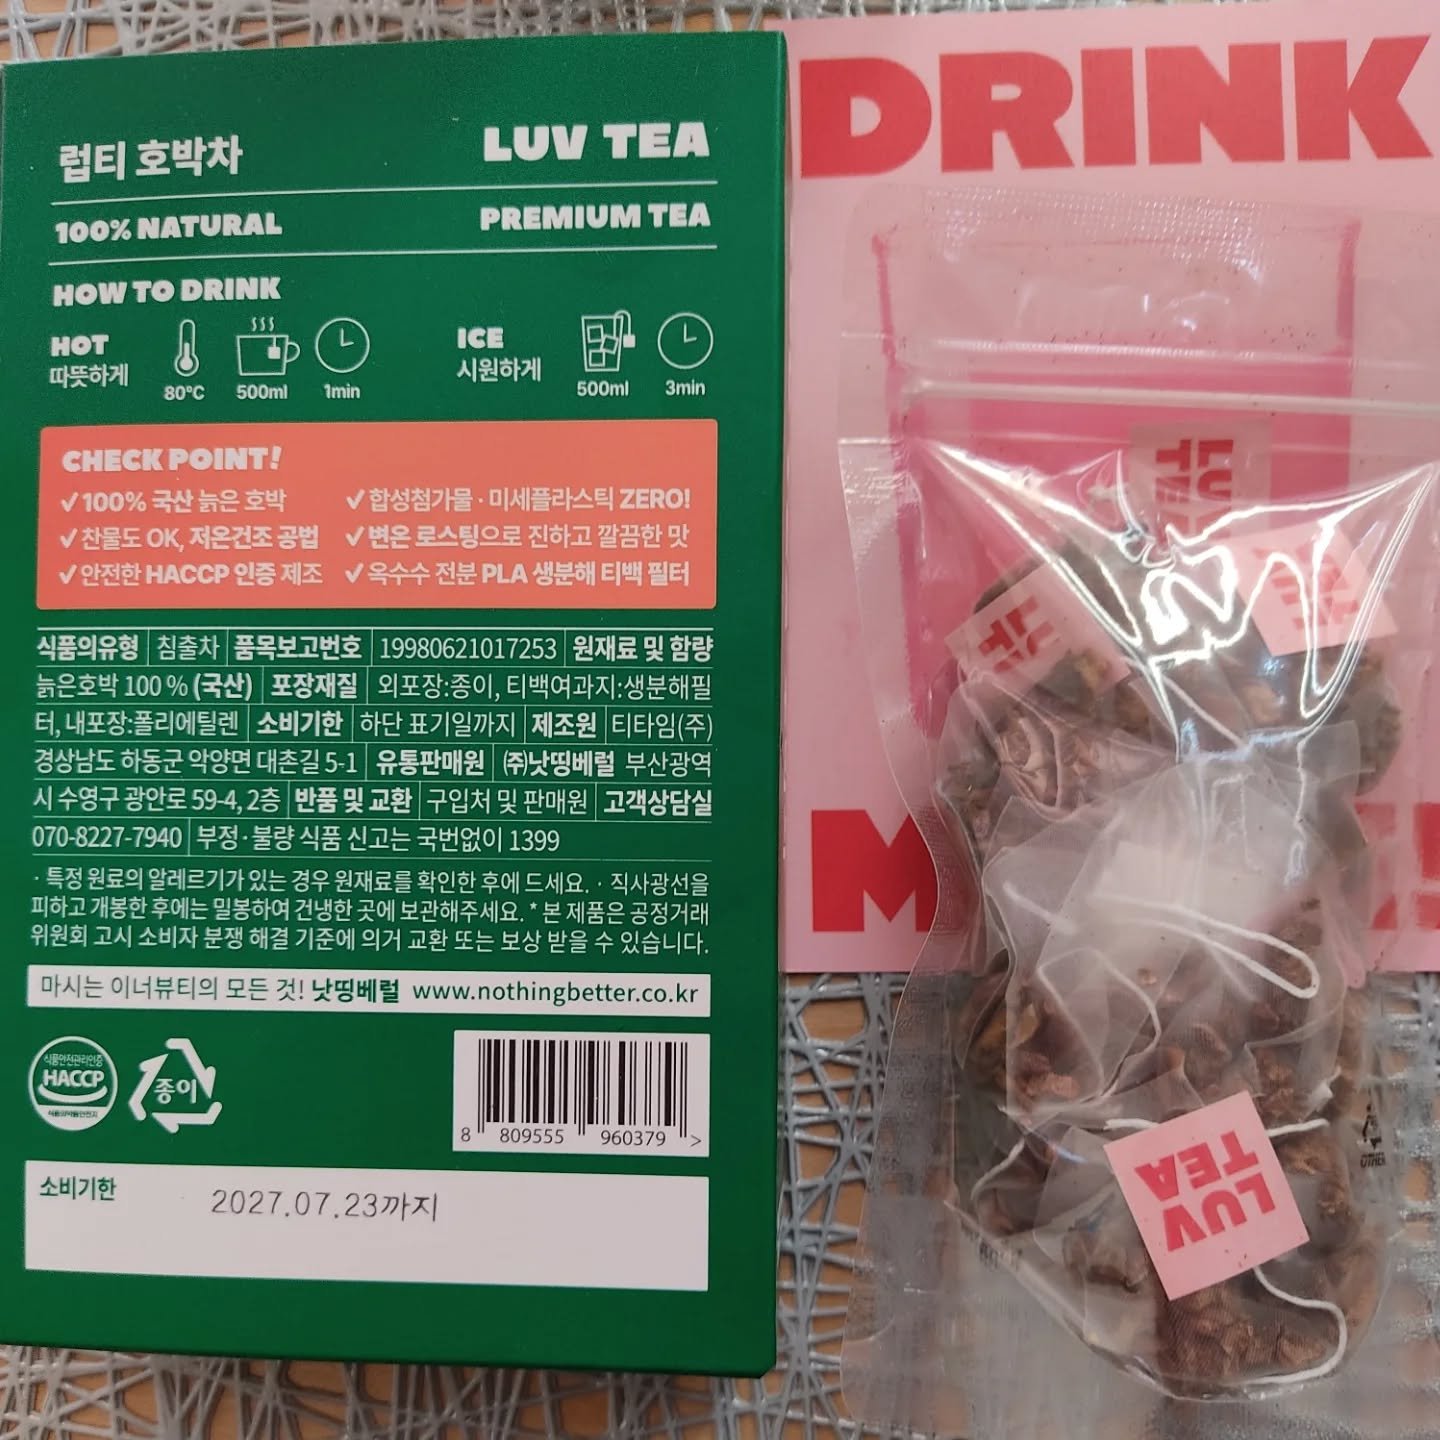 럽티 호박차
LUV TEA
100% NATURAL
PREMIUM TEA
HOW TO DRINK
HOT
따뜻하게
80°C
500ml
1min
ICE
시원하게
500ml
3min
CHECK POINT!
✓ 100% 국산 늙은 호박
✓ 합성첨가물 · 미세플라스틱 ZERO!
✓ 찬물도 OK, 저온건조 공법
✓ 변온 로스팅으로 진하고 깔끔한 맛
✓ 안전한 HACCP 인증 제조
✓ 옥수수 전분 PLA 생분해 티백 필터
식품의유형 | 침출차 | 품목보고번호 | 199806210​17253 | 원재료 및 함량
늙은호박 100 % (국산) | 포장재질 | 외포장:종이, 티백여과지:생분해필
터, 내포장:폴리에틸렌 | 소비기한 | 하단 표기일까지 | 제조원 | 티타임(주)
경상남도 하동군 악양면 대촌길 5-1 | 유통판매원 | ㈜낫띵베럴 부산광역
시 수영구 광안로 59-4, 2층 | 반품 및 교환 | 구입처 및 판매원 | 고객상담실
070-8227-7940 | 부정 · 불량 식품 신고는 국번없이 1399
· 특정 원료의 알레르기가 있는 경우 원재료를 확인한 후에 드세요. · 직사광선을
피하고 개봉한 후에는 밀봉하여 건냉한 곳에 보관해주세요. * 본 제품은 공정거래
위원회 고시 소비자 분쟁 해결 기준에 의거 교환 또는 보상 받을 수 있습니다.
마시는 이너뷰티의 모든 것! 낫띵베럴 www.nothingbetter.co.kr
식품안전관리인증
HACCP
식품의약품안전처
종이
8 809555 960379 >
소비기한
2027.07.23까지
DRINK
LUV
TEA
OTHER